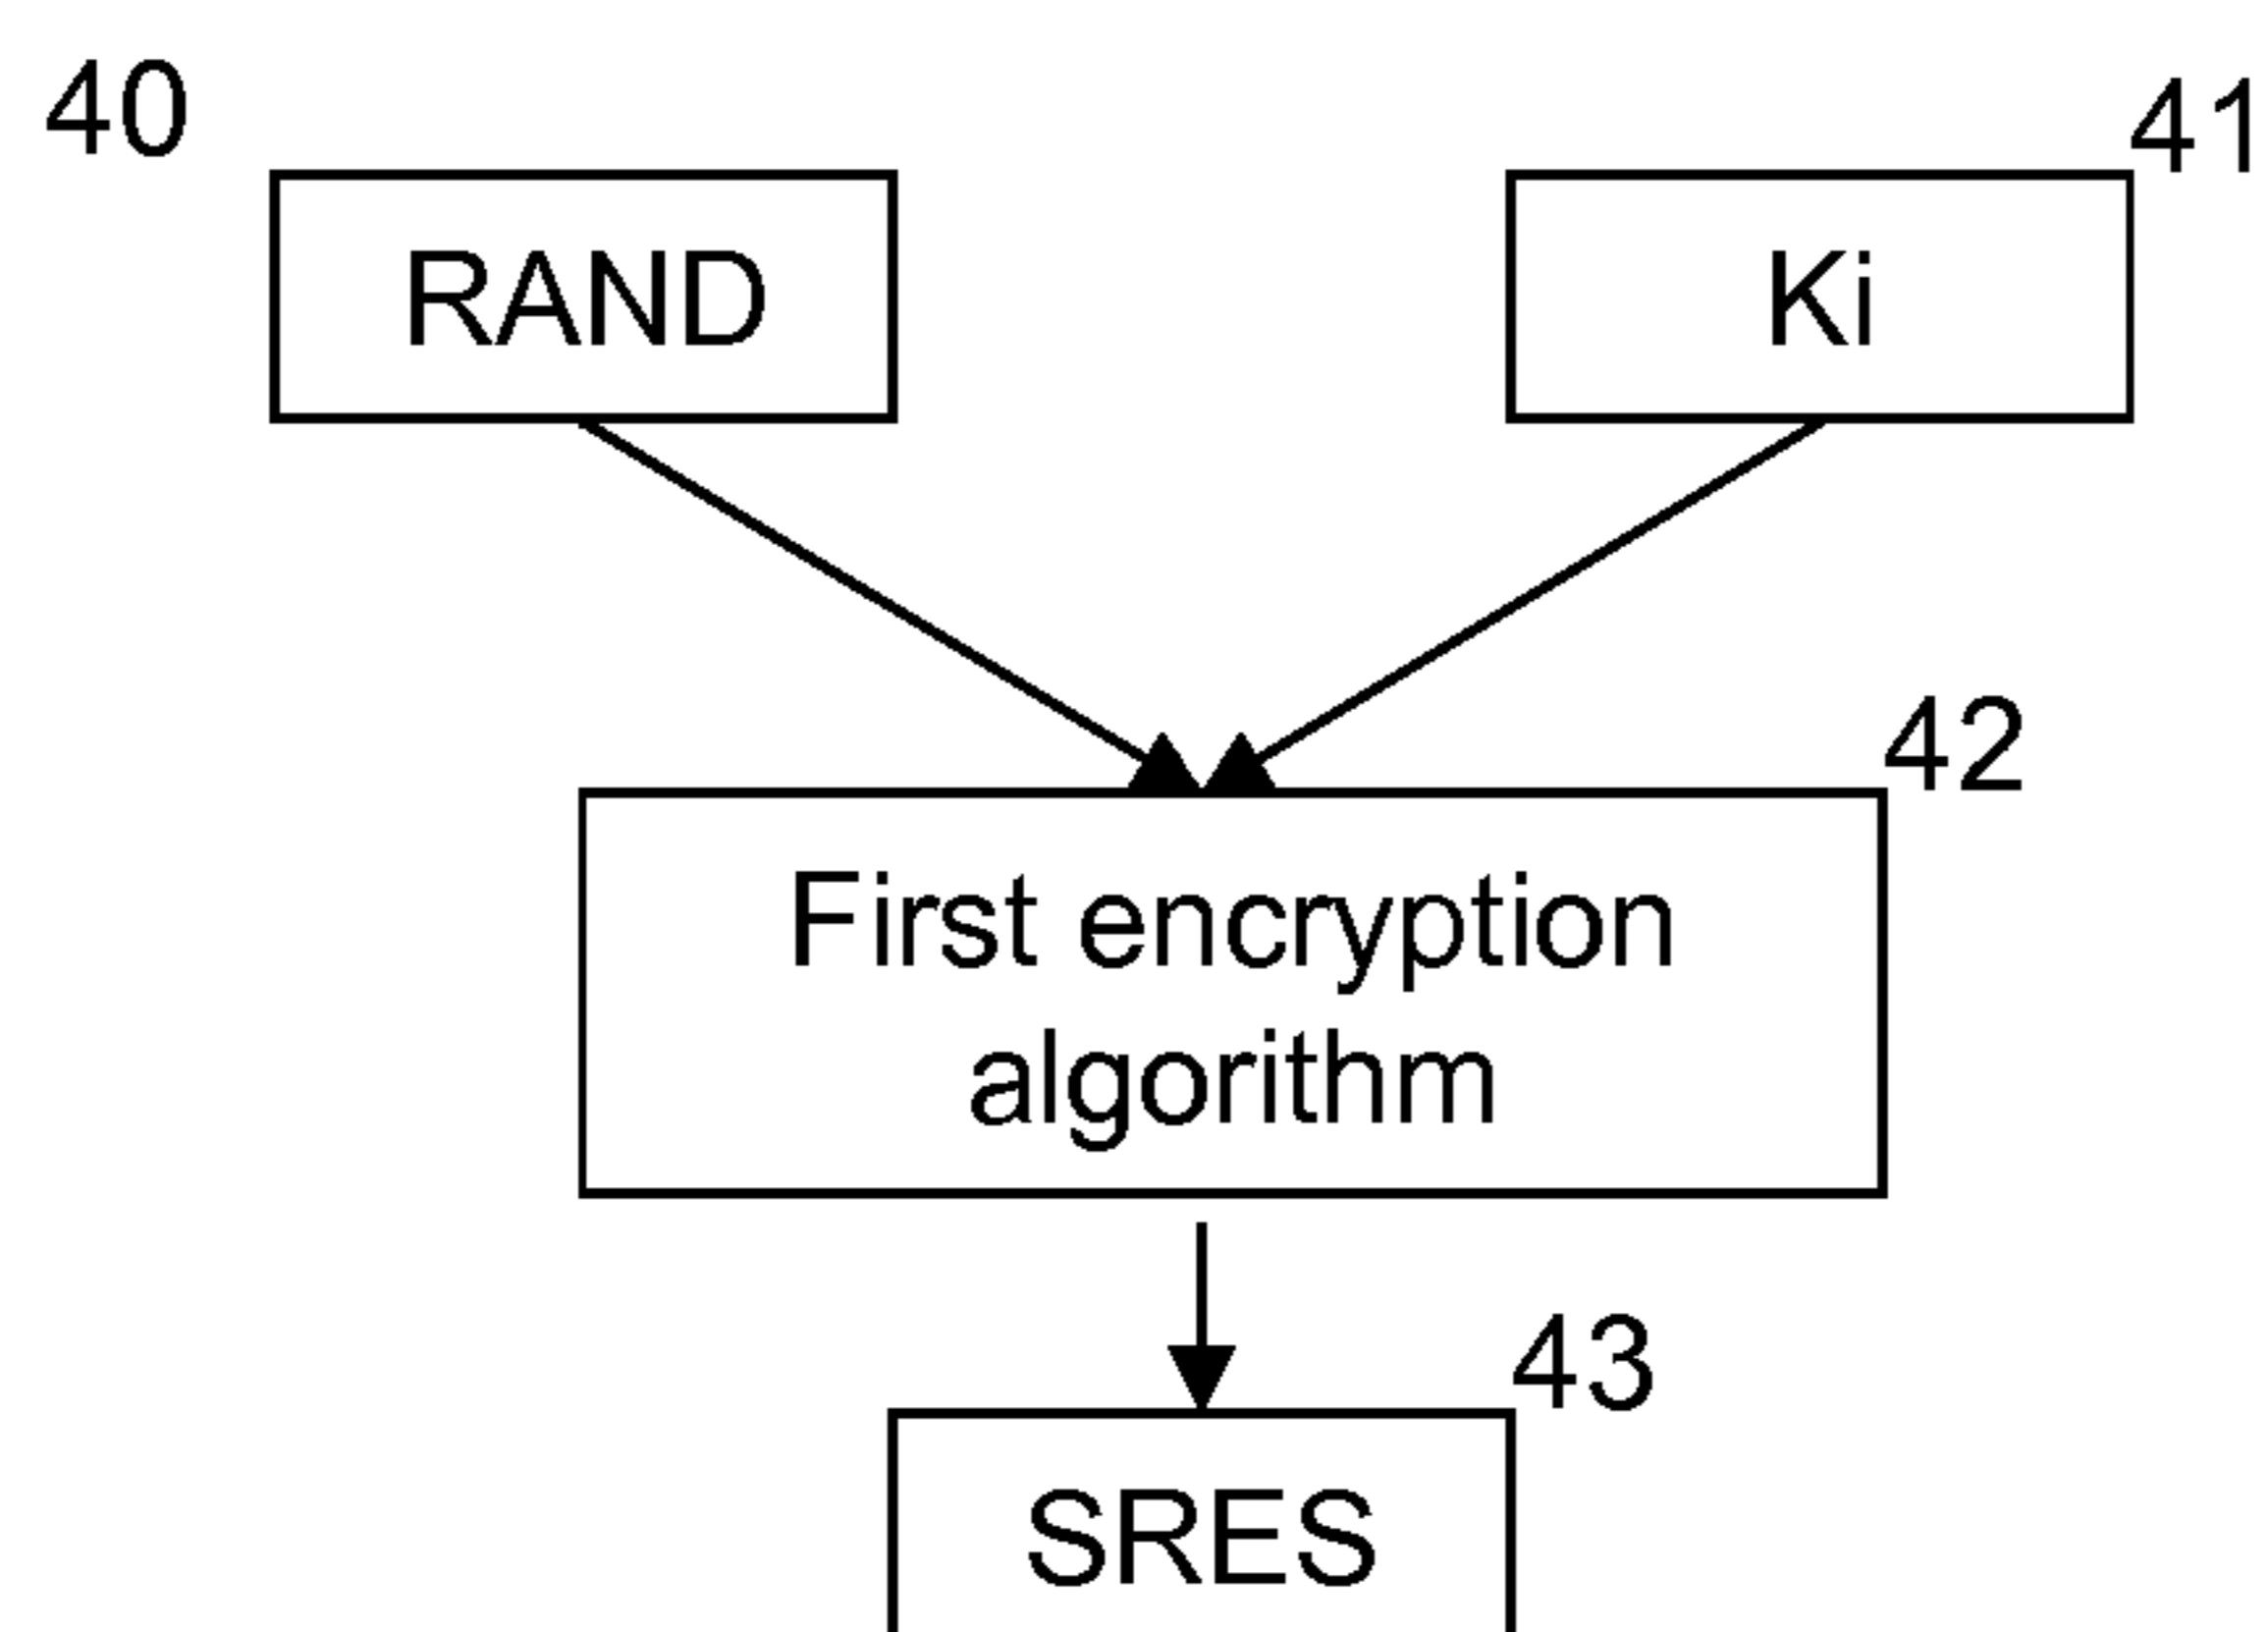 40
41
RAND
Ki
42
First encryption
algorithm
43
SRES